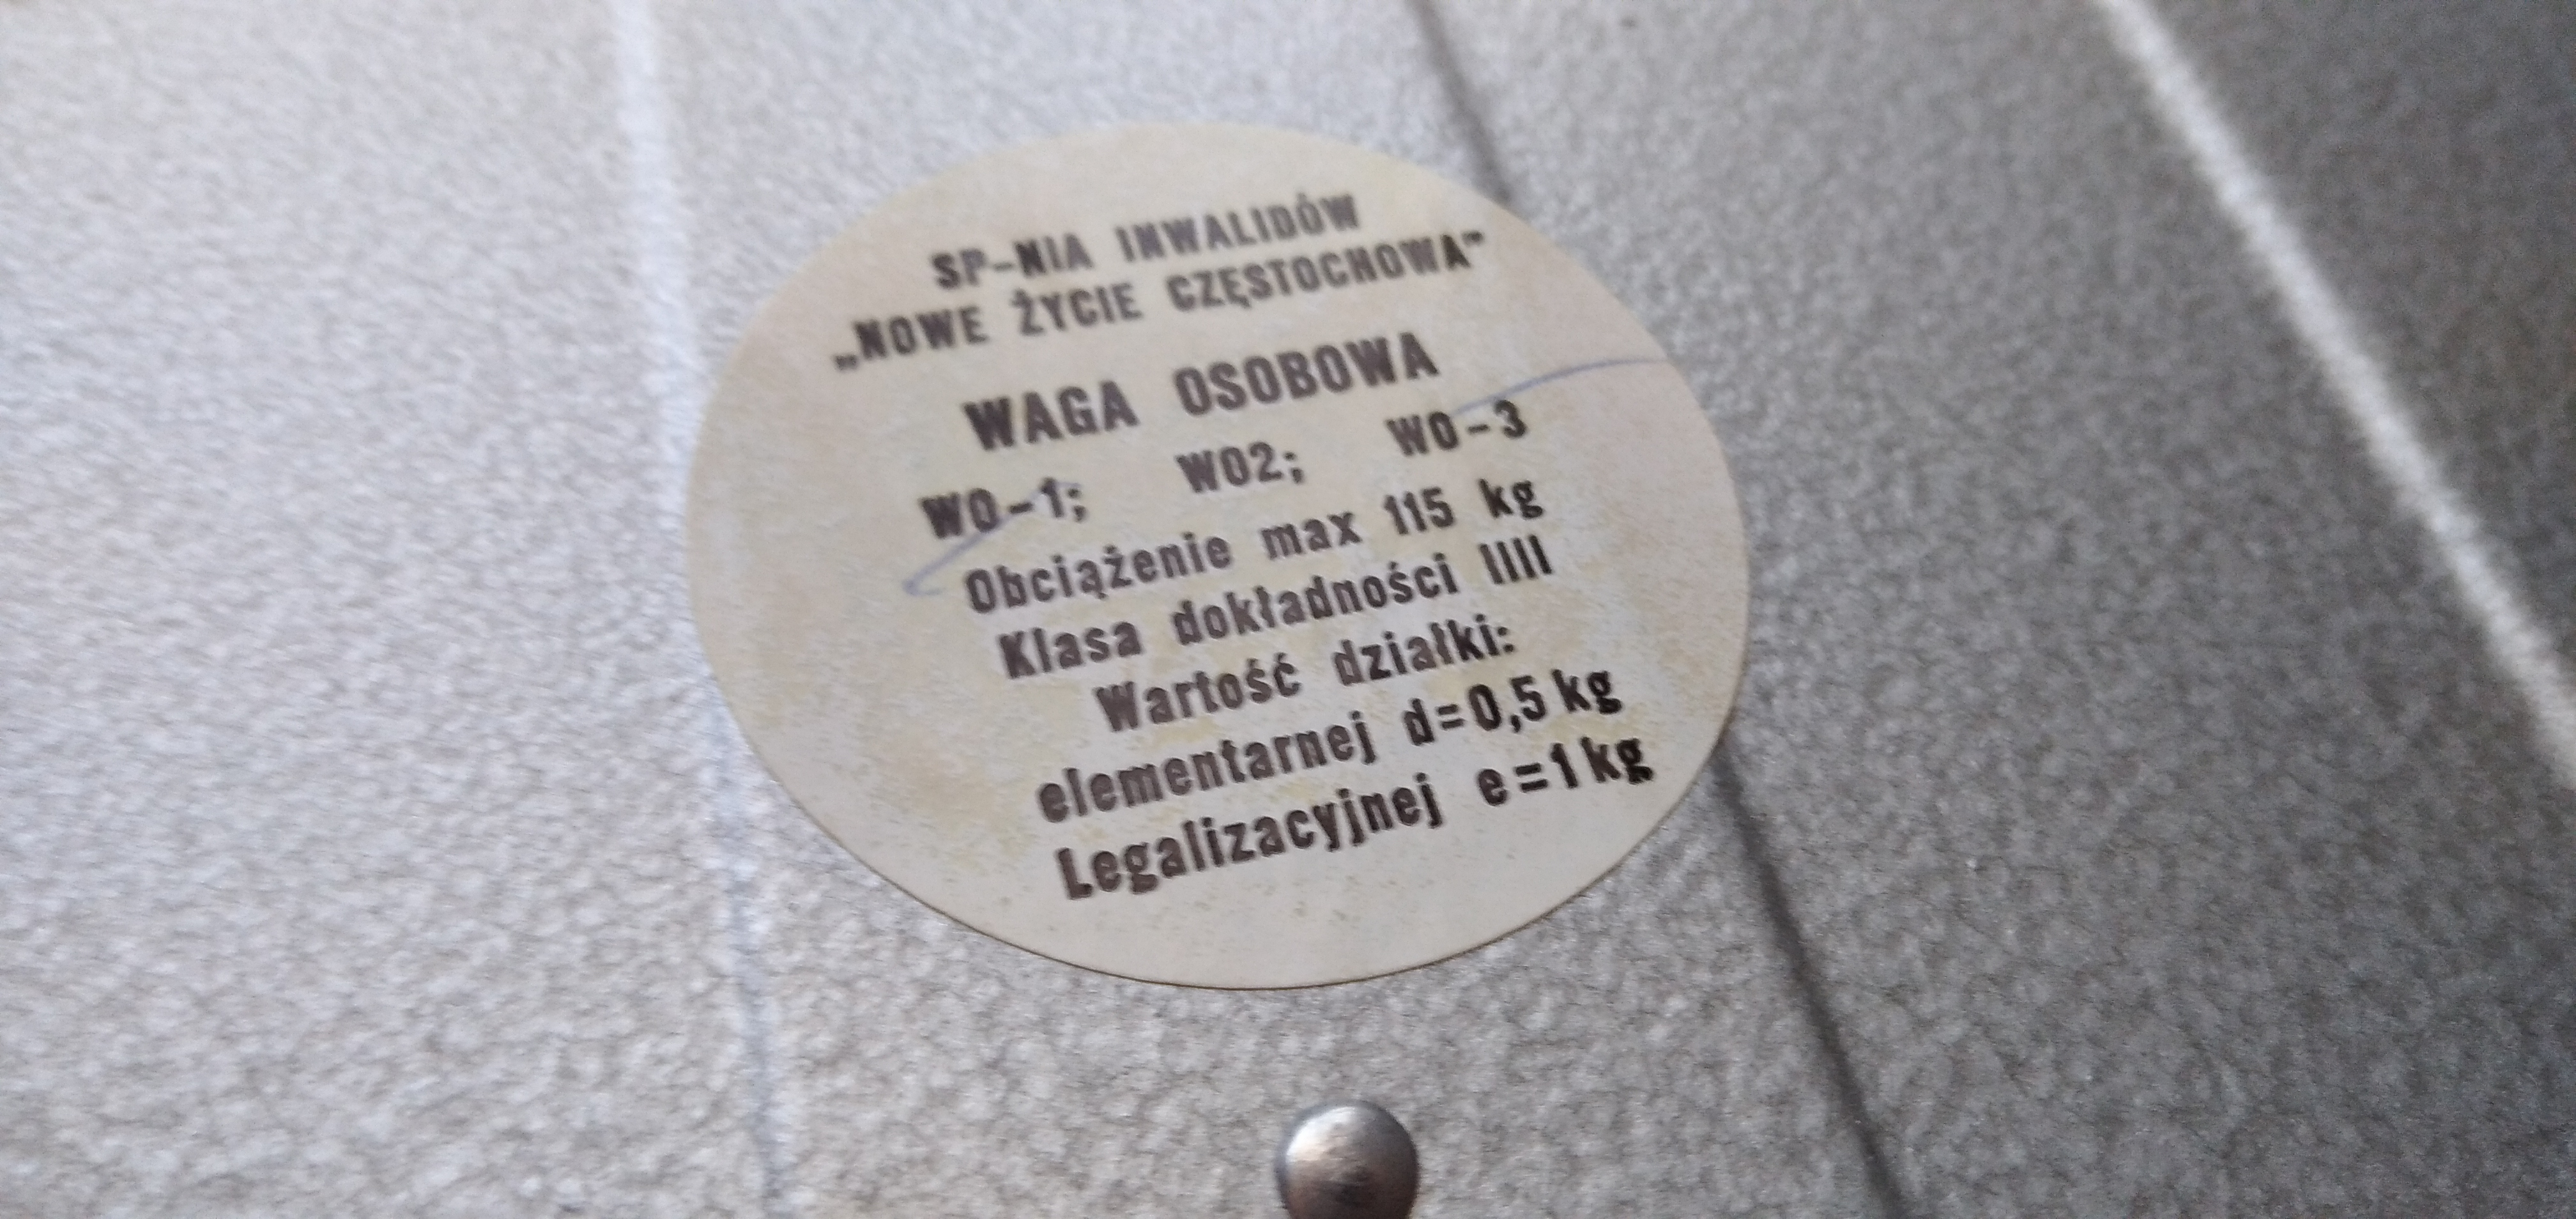 SP-NIA INWALIDÓW
„NOWE ŻYCIE CZĘSTOCHOWA”
WAGA OSOBOWA
WO-1; WO2; WO-3
Obciążenie max 115 kg
Klasa dokładności IIII
Wartość działki:
elementarnej d=0,5 kg
Legalizacyjnej e=1 kg